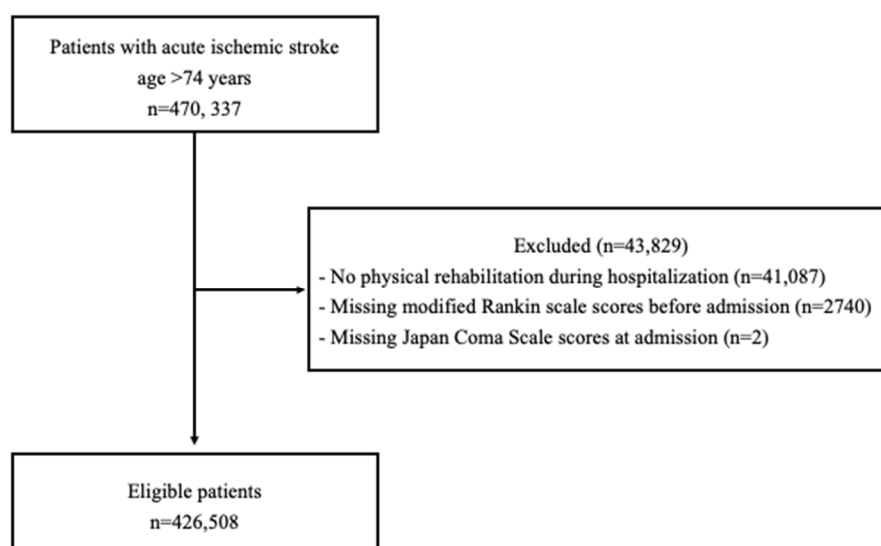 Patients with acute ischemic stroke
age >74 years
n=470, 337
Excluded (n=43,829)
- No physical rehabilitation during hospitalization (n=41,087)
- Missing modified Rankin scale scores before admission (n=2740)
- Missing Japan Coma Scale scores at admission (n=2)
Eligible patients
n=426,508